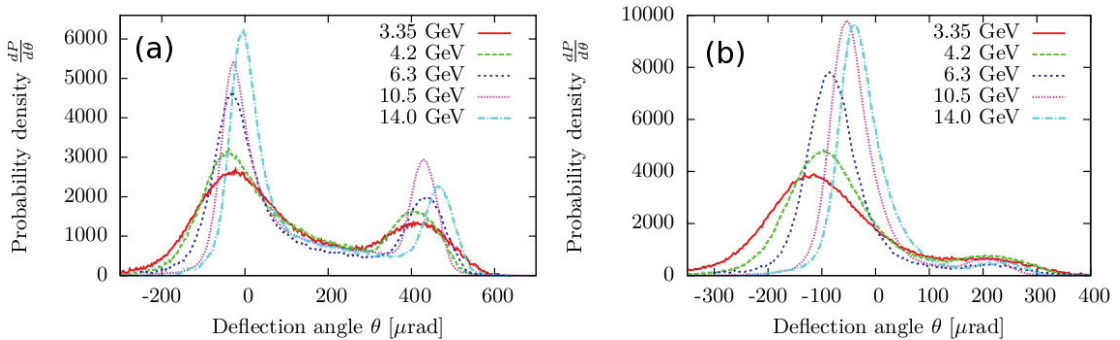 (a)
3.35 GeV
4.2 GeV
6.3 GeV
10.5 GeV
14.0 GeV
Probability density dP/dθ
6000
5000
4000
3000
2000
1000
0
-200 0 200 400 600
Deflection angle θ [μrad]
(b)
3.35 GeV
4.2 GeV
6.3 GeV
10.5 GeV
14.0 GeV
Probability density dP/dθ
10000
8000
6000
4000
2000
0
-300 -200 -100 0 100 200 300 400
Deflection angle θ [μrad]